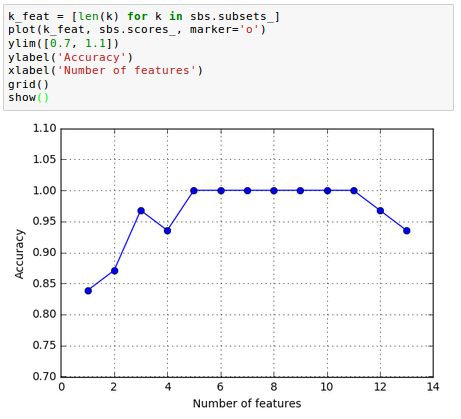 k_feat = [len(k) for k in sbs.subsets_]
plot(k_feat, sbs.scores_, marker='o')
ylim([0.7, 1.1])
ylabel('Accuracy')
xlabel('Number of features')
grid()
show()
1.10
1.05
1.00
0.95
0.90
0.85
0.80
0.75
0.70
Accuracy
0 2 4 6 8 10 12 14
Number of features